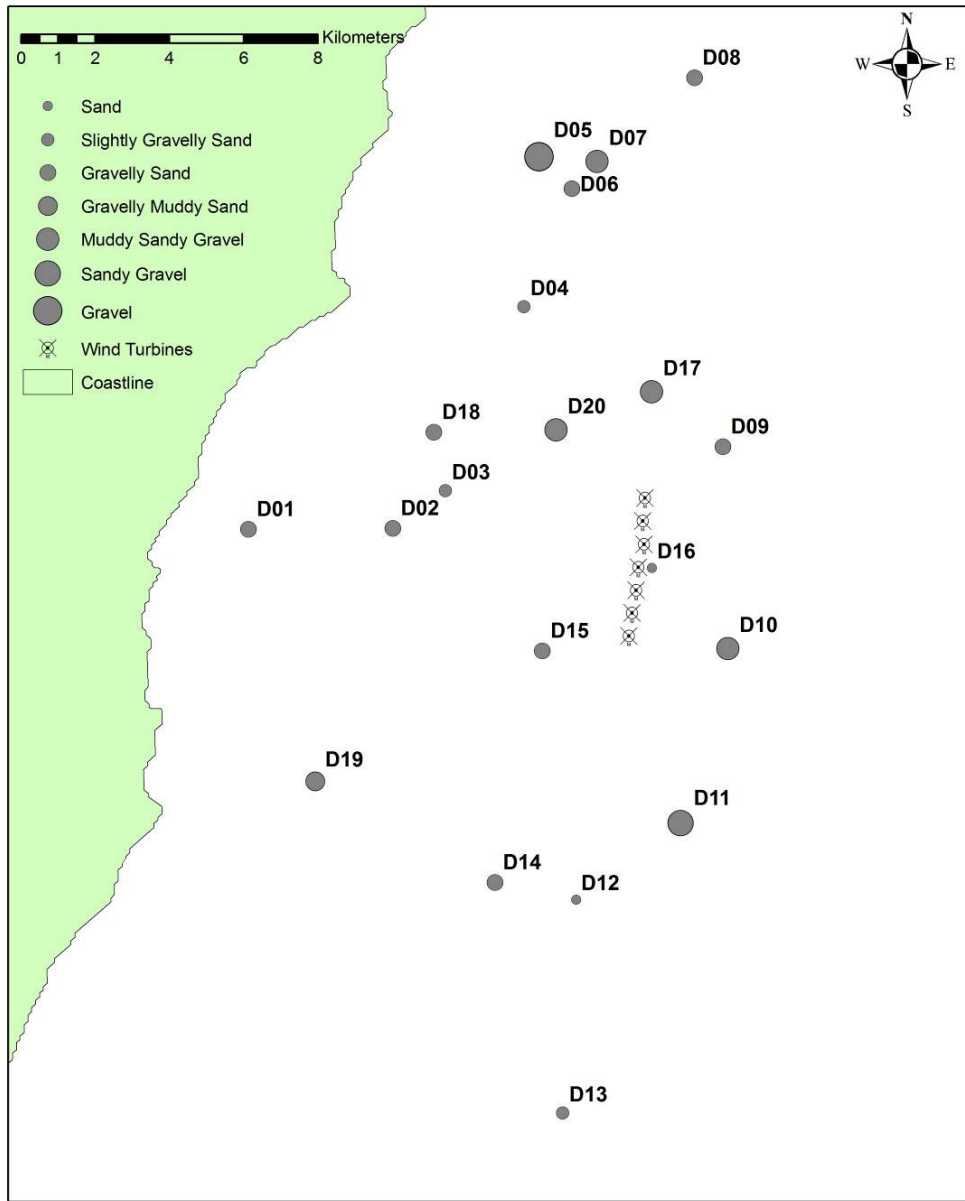 Kilometers
0 1 2 4 6 8
N
W E
S
Sand
Slightly Gravelly Sand
Gravelly Sand
Gravelly Muddy Sand
Muddy Sandy Gravel
Sandy Gravel
Gravel
Wind Turbines
Coastline
D08
D05 D07
D06
D04
D17
D18 D20
D09
D03
D01 D02
D16
D15 D10
D19
D11
D14 D12
D13